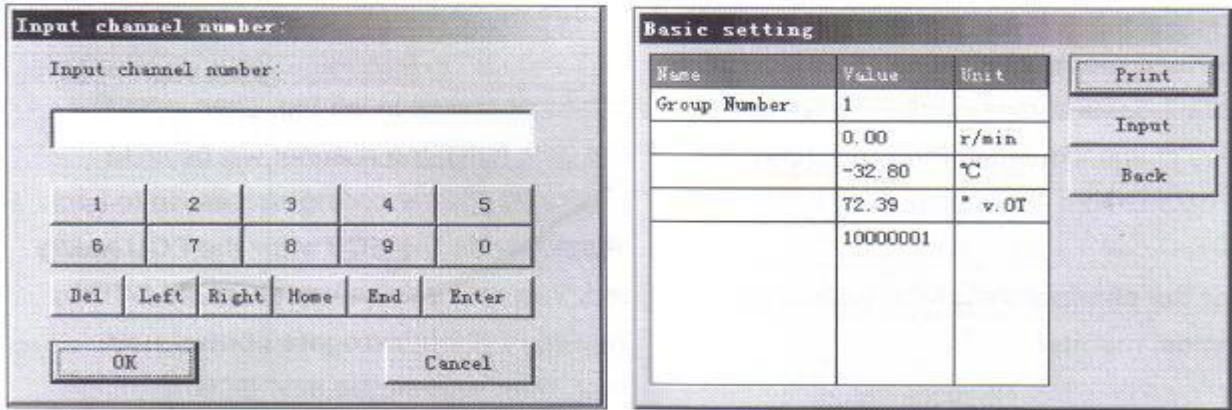 Input channel number:
Input channel number:
1 2 3 4 5
6 7 8 9 0
Del Left Right Home End Enter
OK Cancel
Basic setting
Name Value Unit
Group Number 1
0.00 r/min
-32.80 ℃
72.39 ° v.OT
10000001
Print
Input
Back